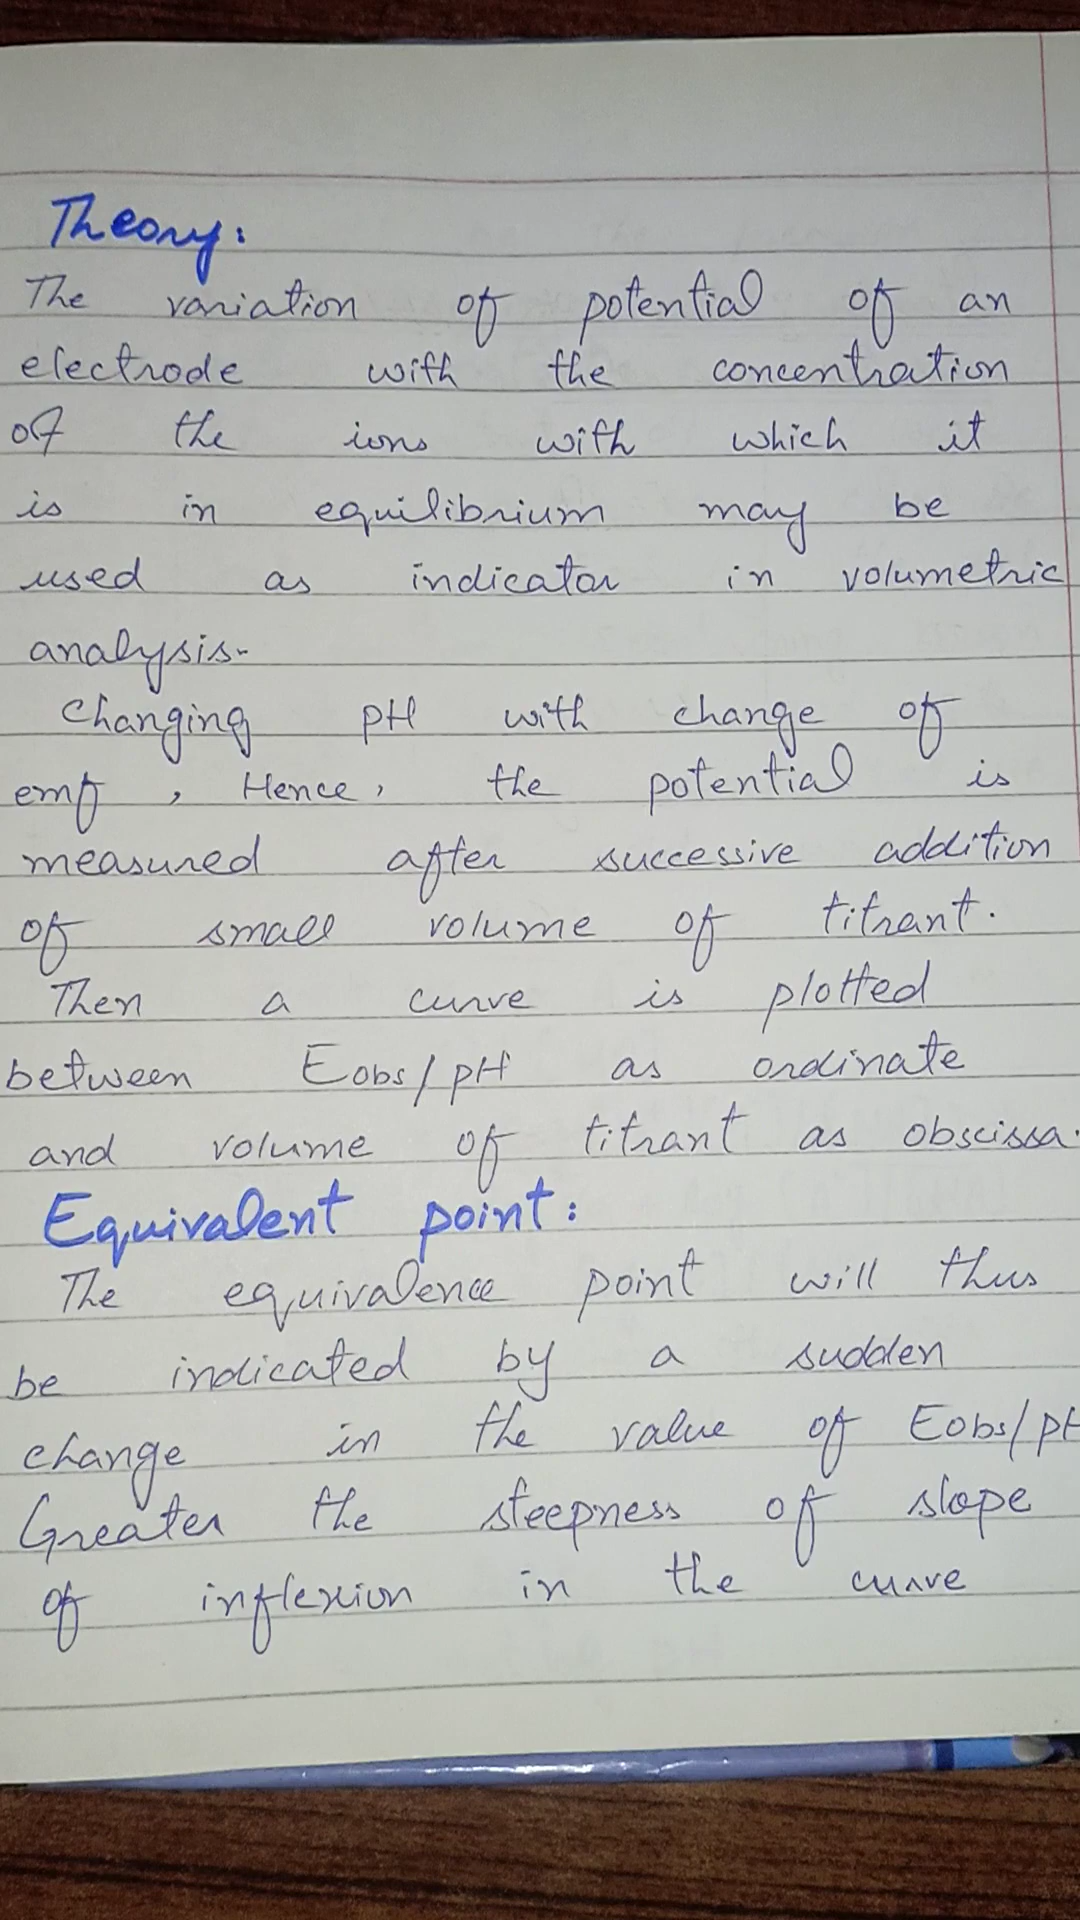 Theory:
The variation of potential of an
electrode with the concentration
of the ions with which it
is in equilibrium may be
used as indicator in volumetric
analysis.
Changing pH with change of
emf, Hence, the potential is
measured after successive addition
of small volume of titrant.
Then a curve is plotted
between Eobs/pH as ordinate
and volume of titrant as obscissa.
Equivalent point:
The equivalence point will thus
be indicated by a sudden
change in the value of Eobs/pH
Greater the steepness of slope
of inflexion in the curve